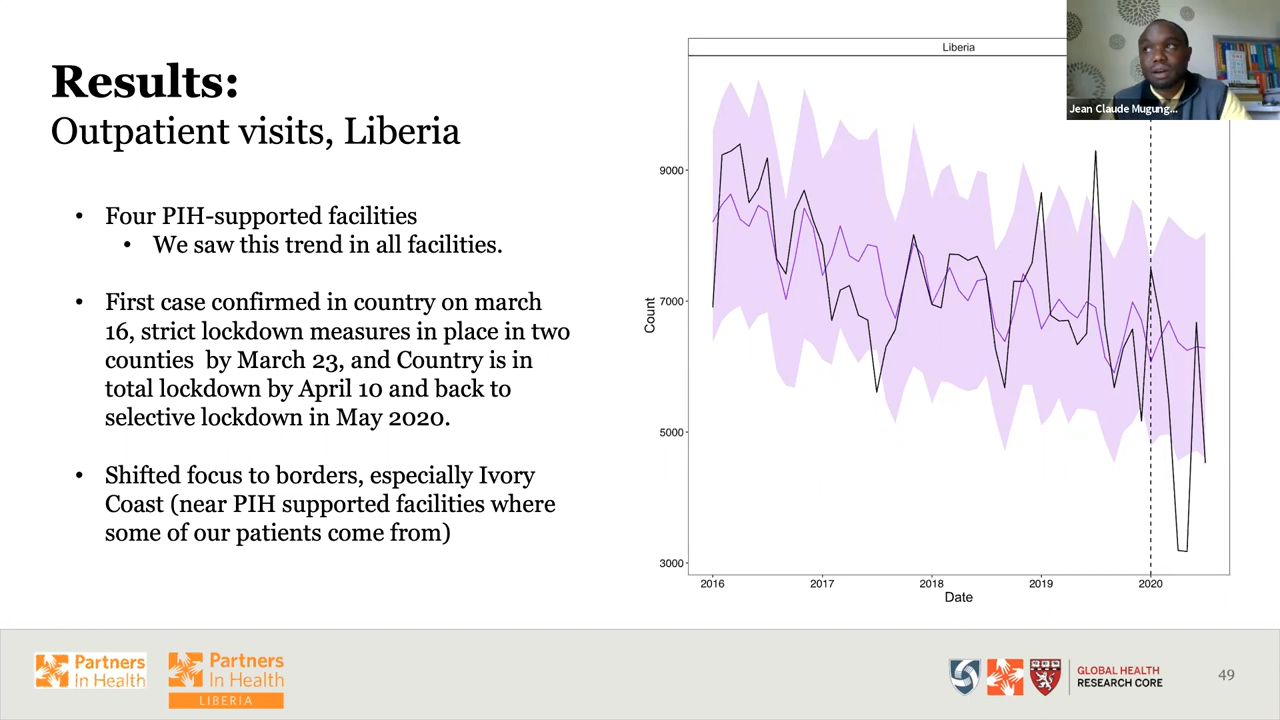 Results:
Outpatient visits, Liberia
• Four PIH-supported facilities
• We saw this trend in all facilities.
• First case confirmed in country on march
16, strict lockdown measures in place in two
counties by March 23, and Country is in
total lockdown by April 10 and back to
selective lockdown in May 2020.
• Shifted focus to borders, especially Ivory
Coast (near PIH supported facilities where
some of our patients come from)
Liberia
Jean Claude Mugung...
Count
9000
7000
5000
3000
2016 2017 2018 2019 2020
Date
Partners
In Health
Partners
In Health
LIBERIA
GLOBAL HEALTH
RESEARCH CORE
49